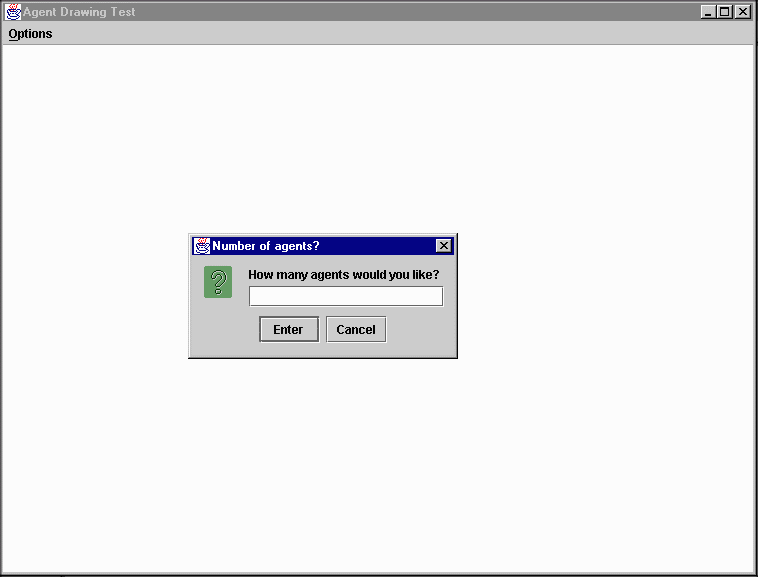 Agent Drawing Test
Options
Number of agents?
How many agents would you like?
Enter
Cancel